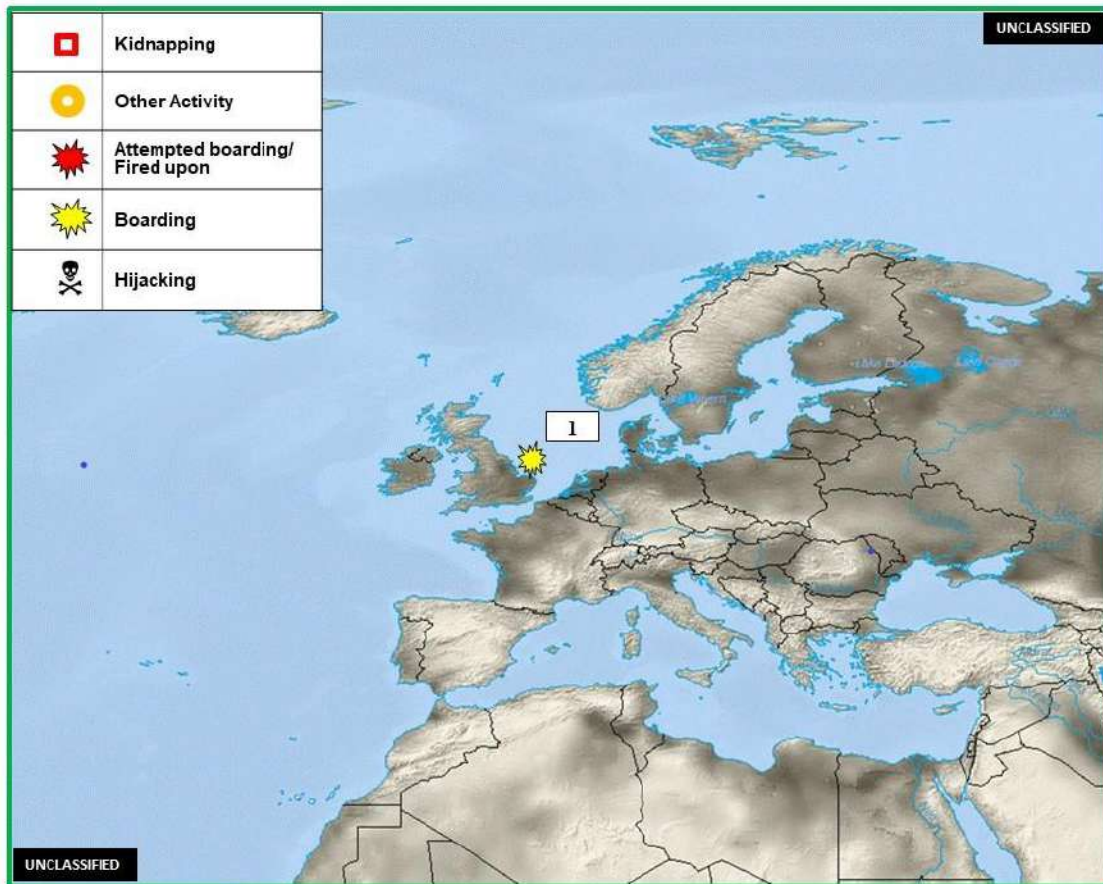 UNCLASSIFIED
Kidnapping
Other Activity
Attempted boarding/
Fired upon
Boarding
Hijacking
1
UNCLASSIFIED